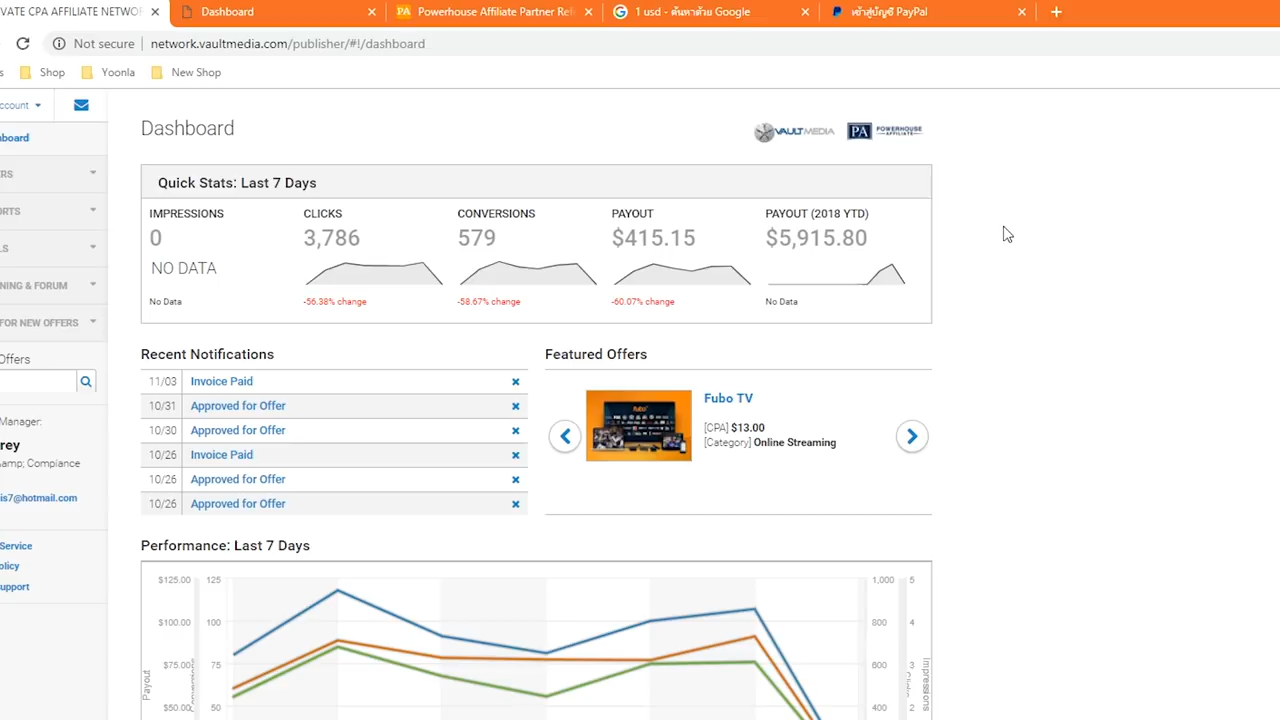 VATE CPA AFFILIATE NETWOR
Dashboard
PA Powerhouse Affiliate Partner Re
1 usd - ค้นหาด้วย Google
เข้าสู่บัญชี PayPal
Not secure
network.vaultmedia.com/publisher/#!/dashboard
s
Shop
Yoonla
New Shop
ccount
board
RS
ORTS
LS
NING & FORUM
FOR NEW OFFERS
Offers
Manager:
rey
&amp; Compliance
is7@hotmail.com
Service
olicy
upport
Dashboard
VAULTMEDIA
PA POWERHOUSE
AFFILIATE
Quick Stats: Last 7 Days
IMPRESSIONS CLICKS CONVERSIONS PAYOUT PAYOUT (2018 YTD)
0 3,786 579 $415.15 $5,915.80
NO DATA
No Data -56.38% change -58.67% change -60.07% change No Data
Recent Notifications
11/03 Invoice Paid
10/31 Approved for Offer
10/30 Approved for Offer
10/26 Invoice Paid
10/26 Approved for Offer
10/26 Approved for Offer
Featured Offers
fubo
Fubo TV
[CPA] $13.00
[Category] Online Streaming
Performance: Last 7 Days
$125.00 125 1,000 5
$100.00 100 800 4
$75.00 75 600 3
$50.00 50 400 2
Payout
Impressions